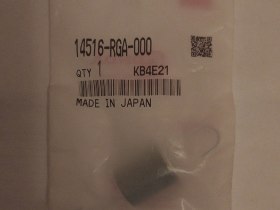 14516-RGA-000
QTY 1 KB4E21
MADE IN JAPAN